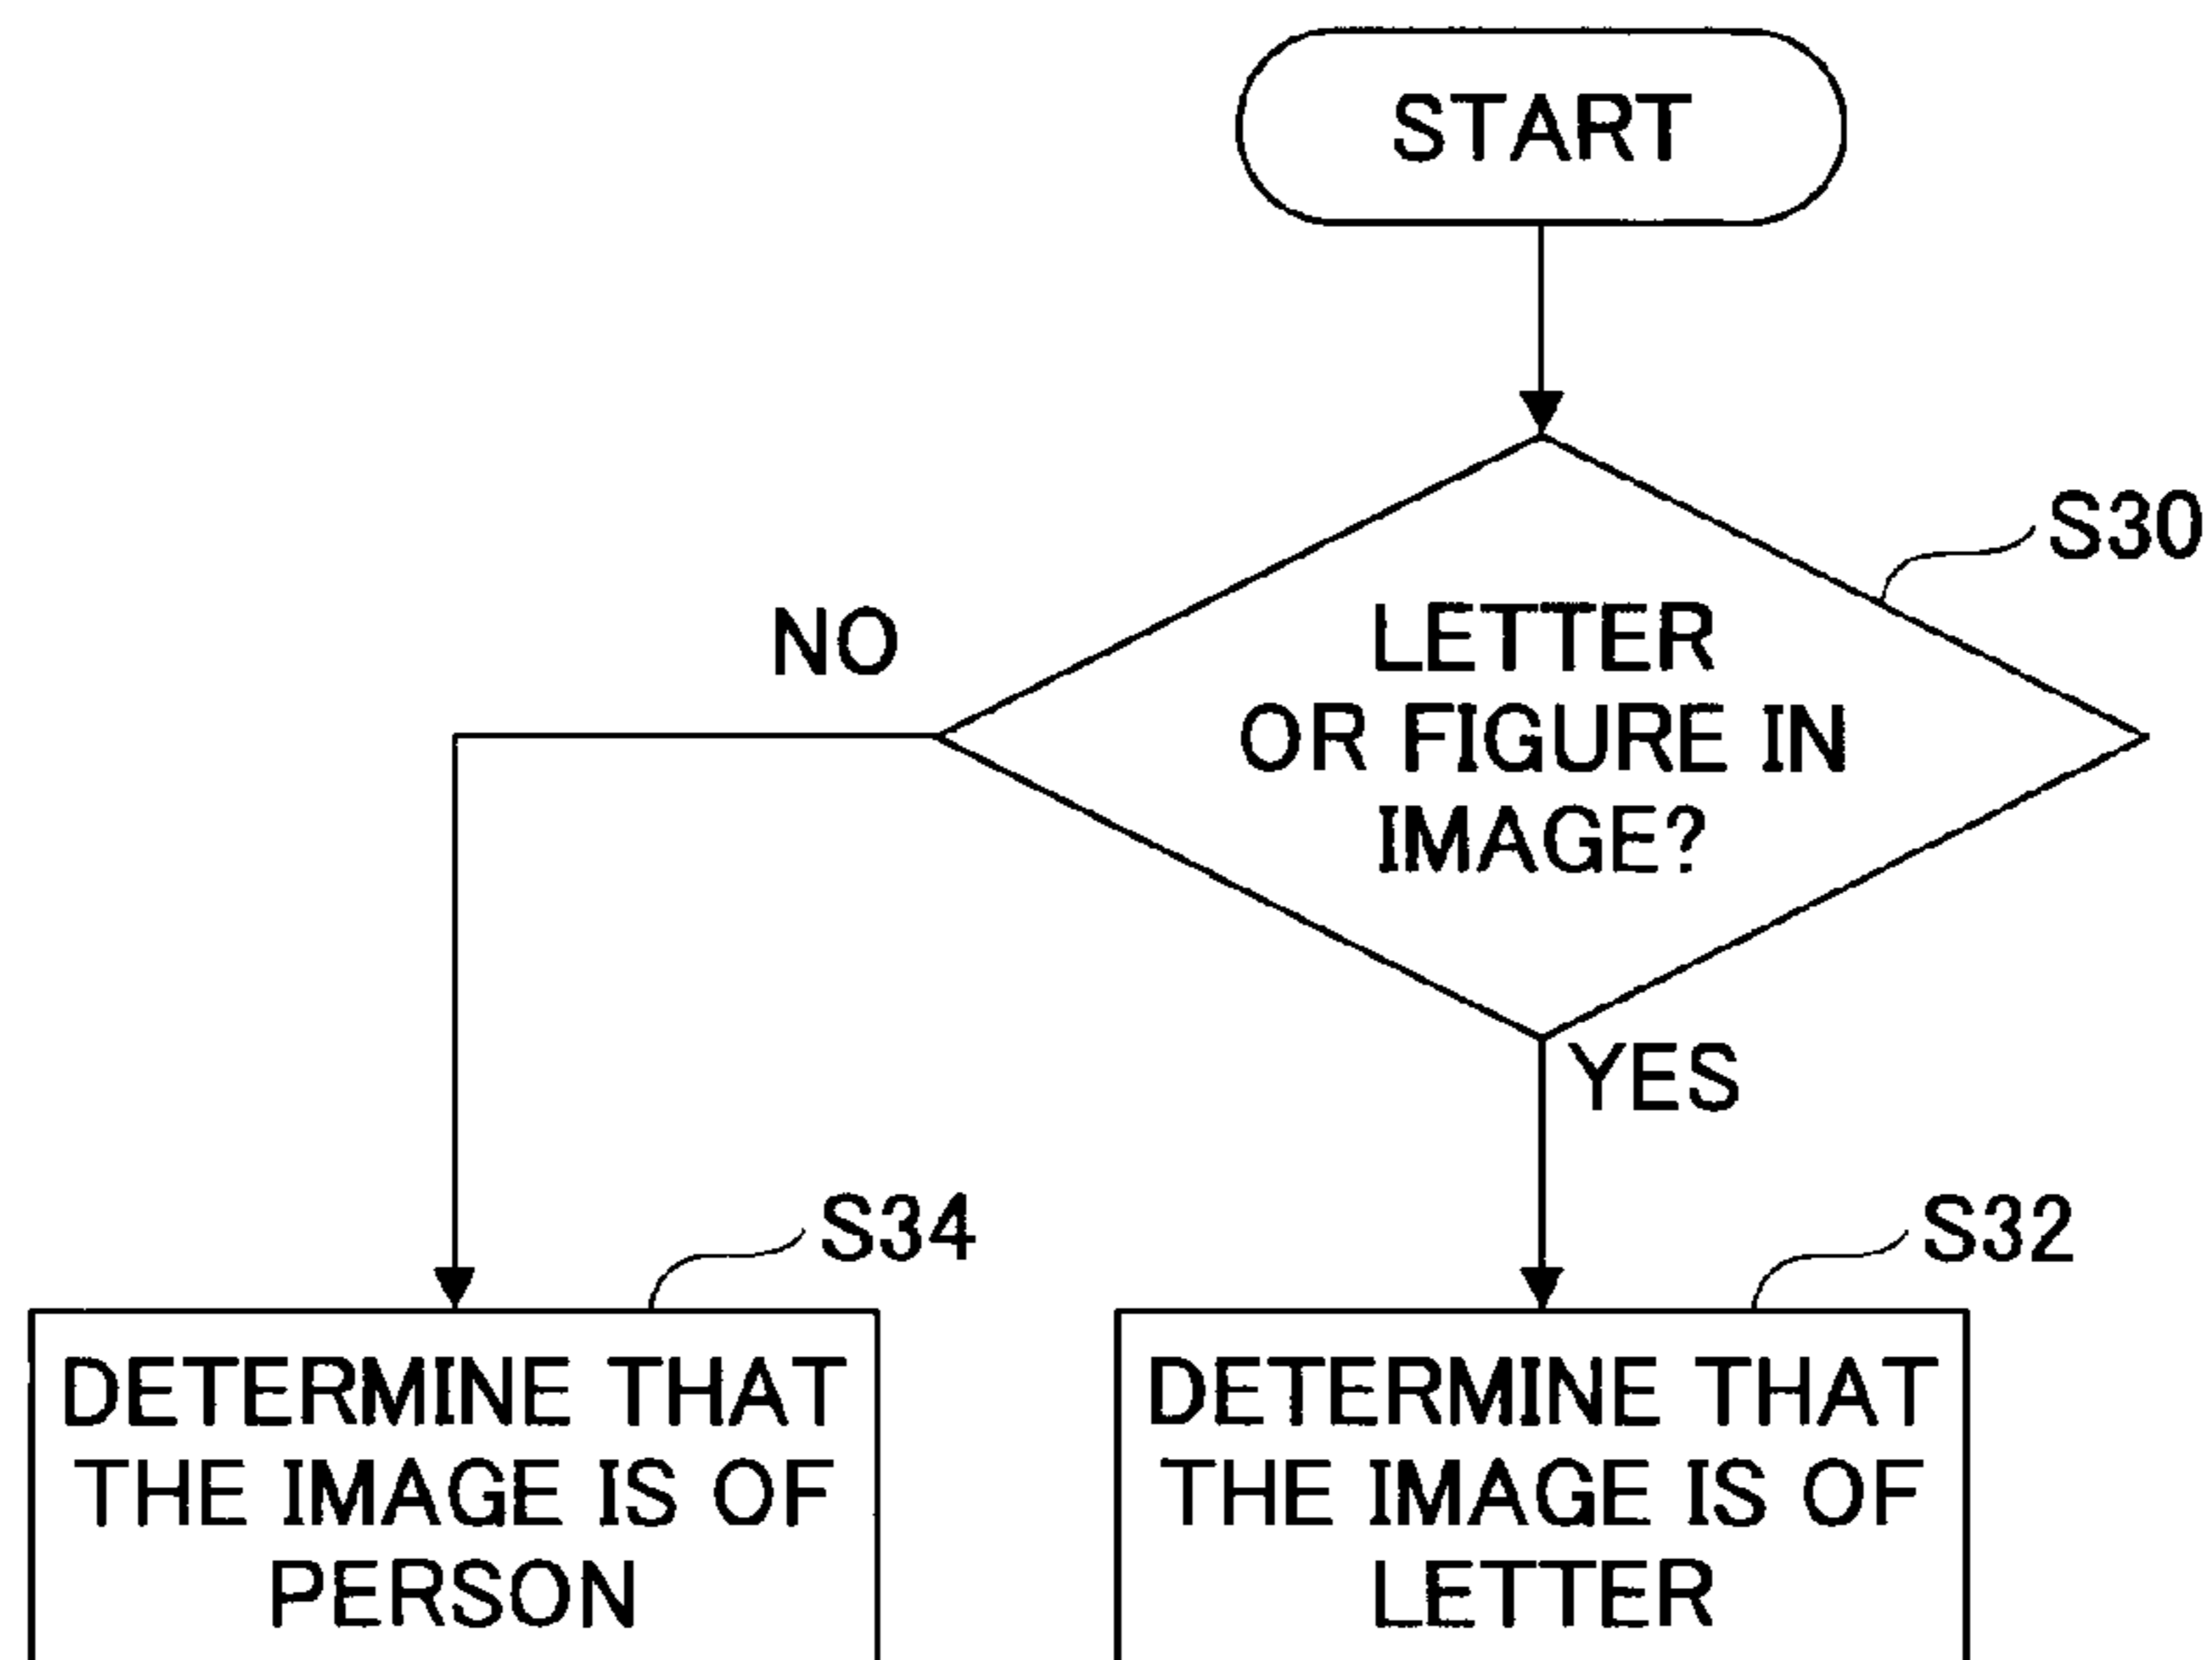 START
S30
NO
LETTER
OR FIGURE IN
IMAGE?
YES
S34
S32
DETERMINE THAT
THE IMAGE IS OF
PERSON
DETERMINE THAT
THE IMAGE IS OF
LETTER